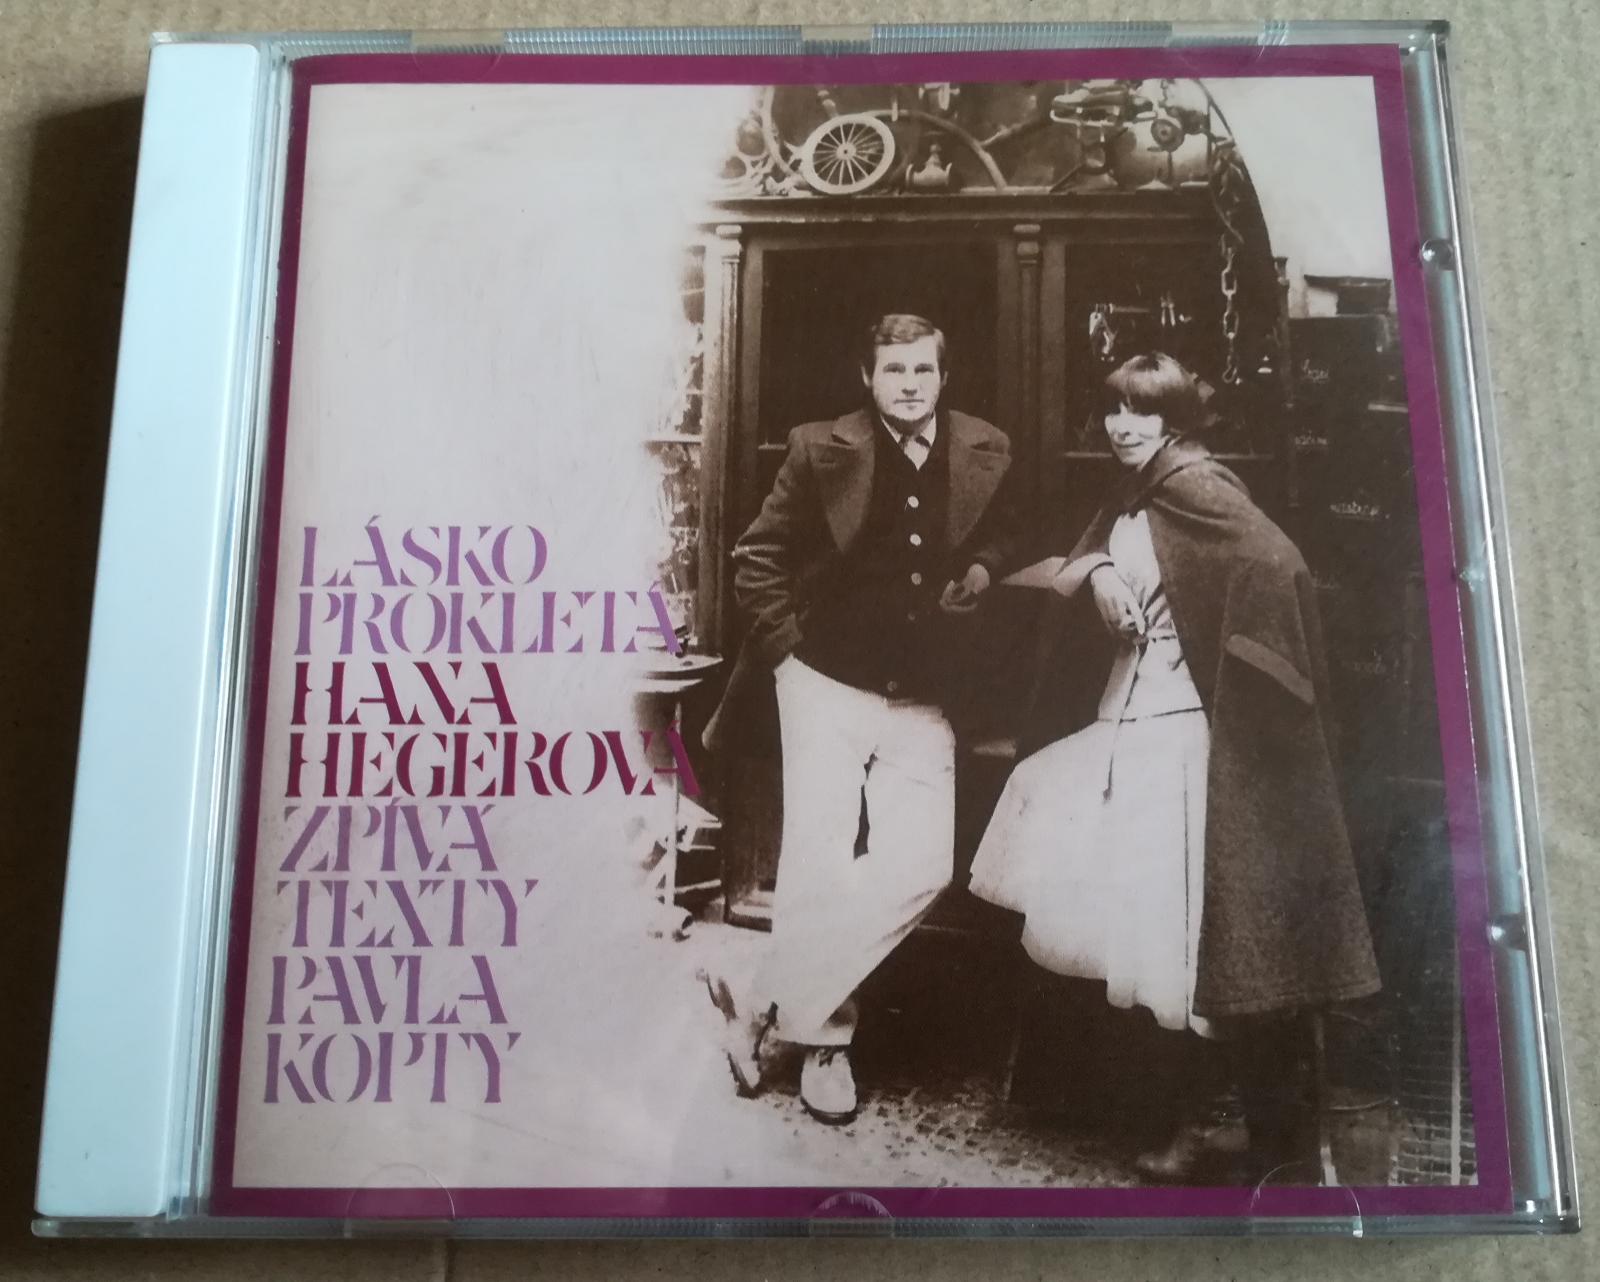 LÁSKO
PROKLETÁ
HANA
HEGEROVÁ
ZPÍVÁ
TEXTY
PAVLA
KOPTY